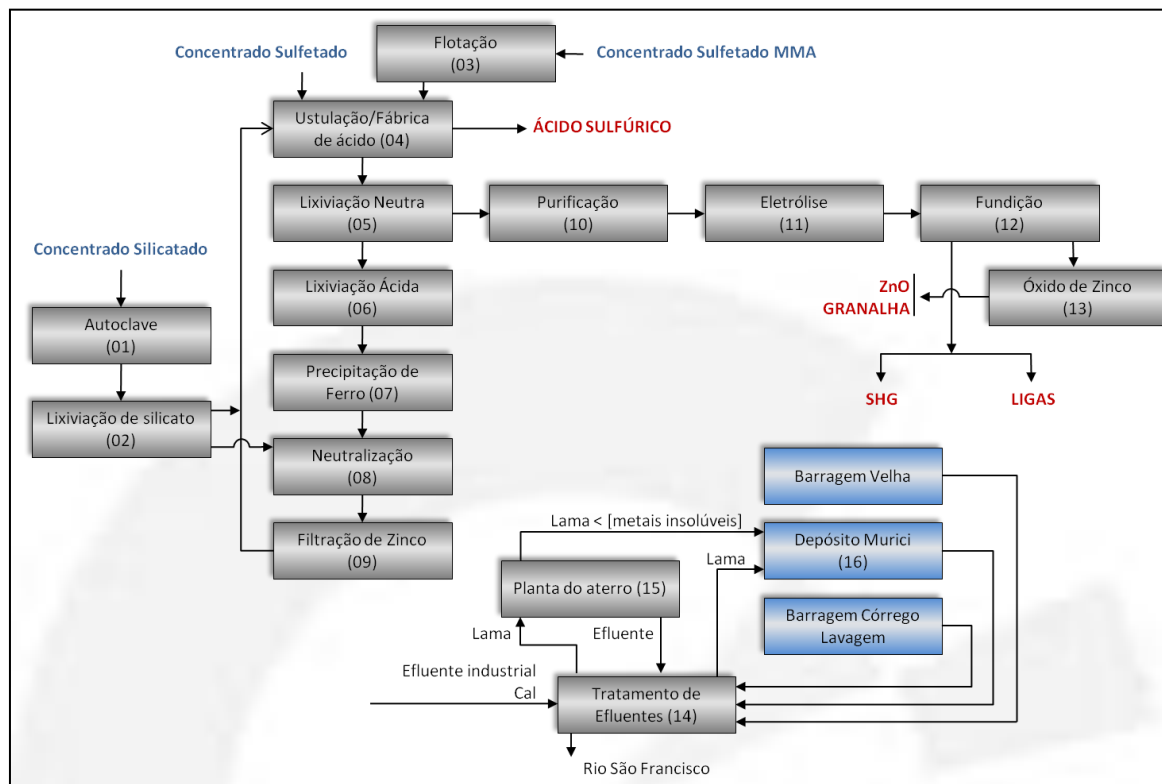 Concentrado Sulfetado
Flotação
(03)
Concentrado Sulfetado MMA
Ustulação/Fábrica
de ácido (04)
ÁCIDO SULFÚRICO
Lixiviação Neutra
(05)
Purificação
(10)
Eletrólise
(11)
Fundição
(12)
Concentrado Silicatado
Lixiviação Ácida
(06)
ZnO
GRANALHA
Óxido de Zinco
(13)
Autoclave
(01)
Precipitação de
Ferro (07)
SHG
LIGAS
Lixiviação de silicato
(02)
Neutralização
(08)
Barragem Velha
Filtração de Zinco
(09)
Lama < [metais insolúveis]
Depósito Murici
(16)
Lama
Planta do aterro (15)
Barragem Córrego
Lavagem
Lama
Efluente
Efluente industrial
Cal
Tratamento de
Efluentes (14)
Rio São Francisco